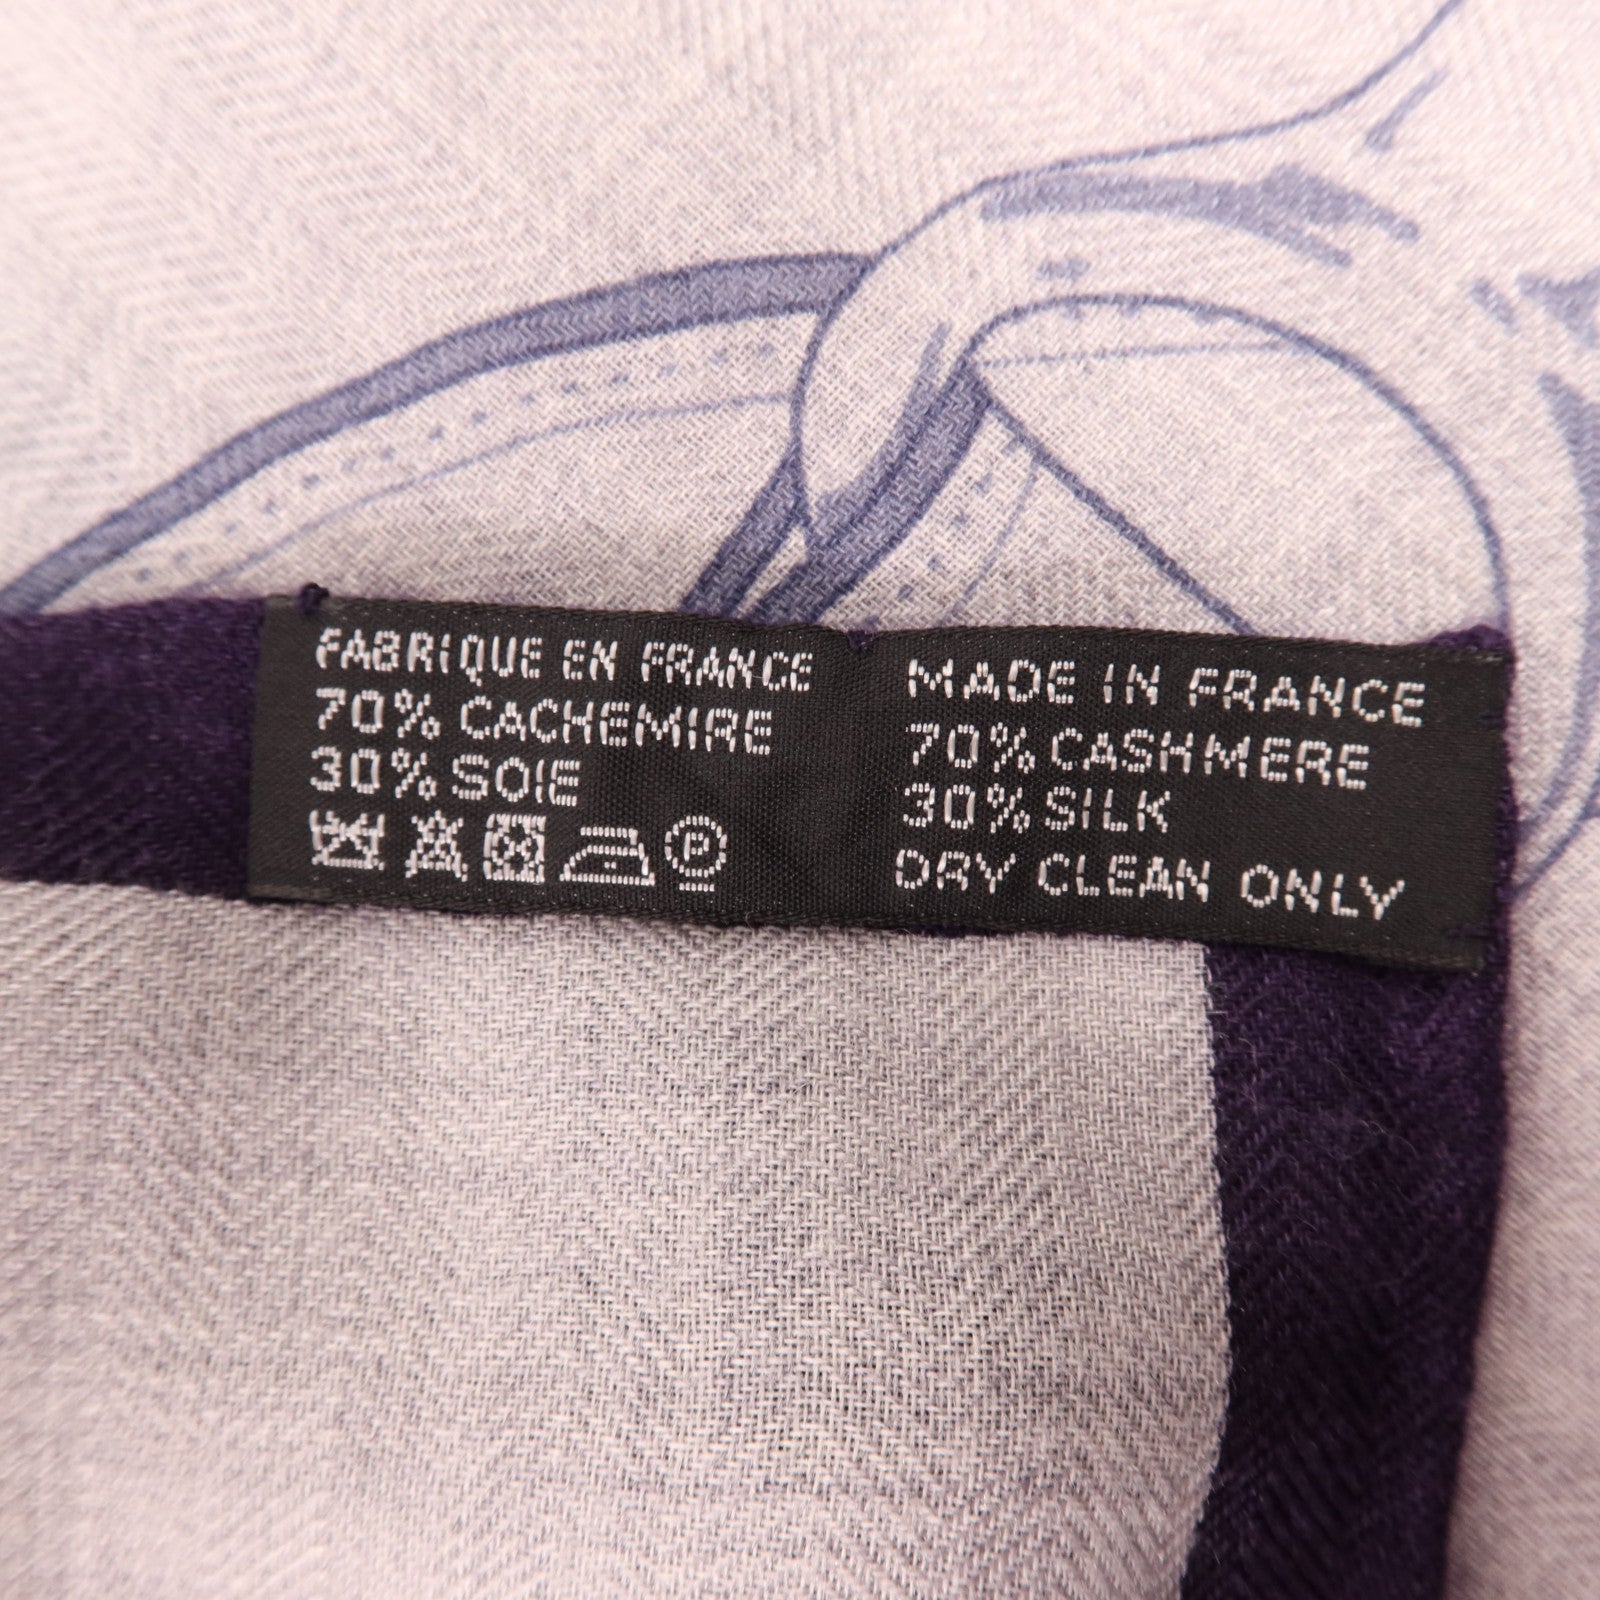 FABRIQUE EN FRANCE
70% CACHEMIRE
30% SOIE
P
MADE IN FRANCE
70% CASHMERE
30% SILK
DRY CLEAN ONLY